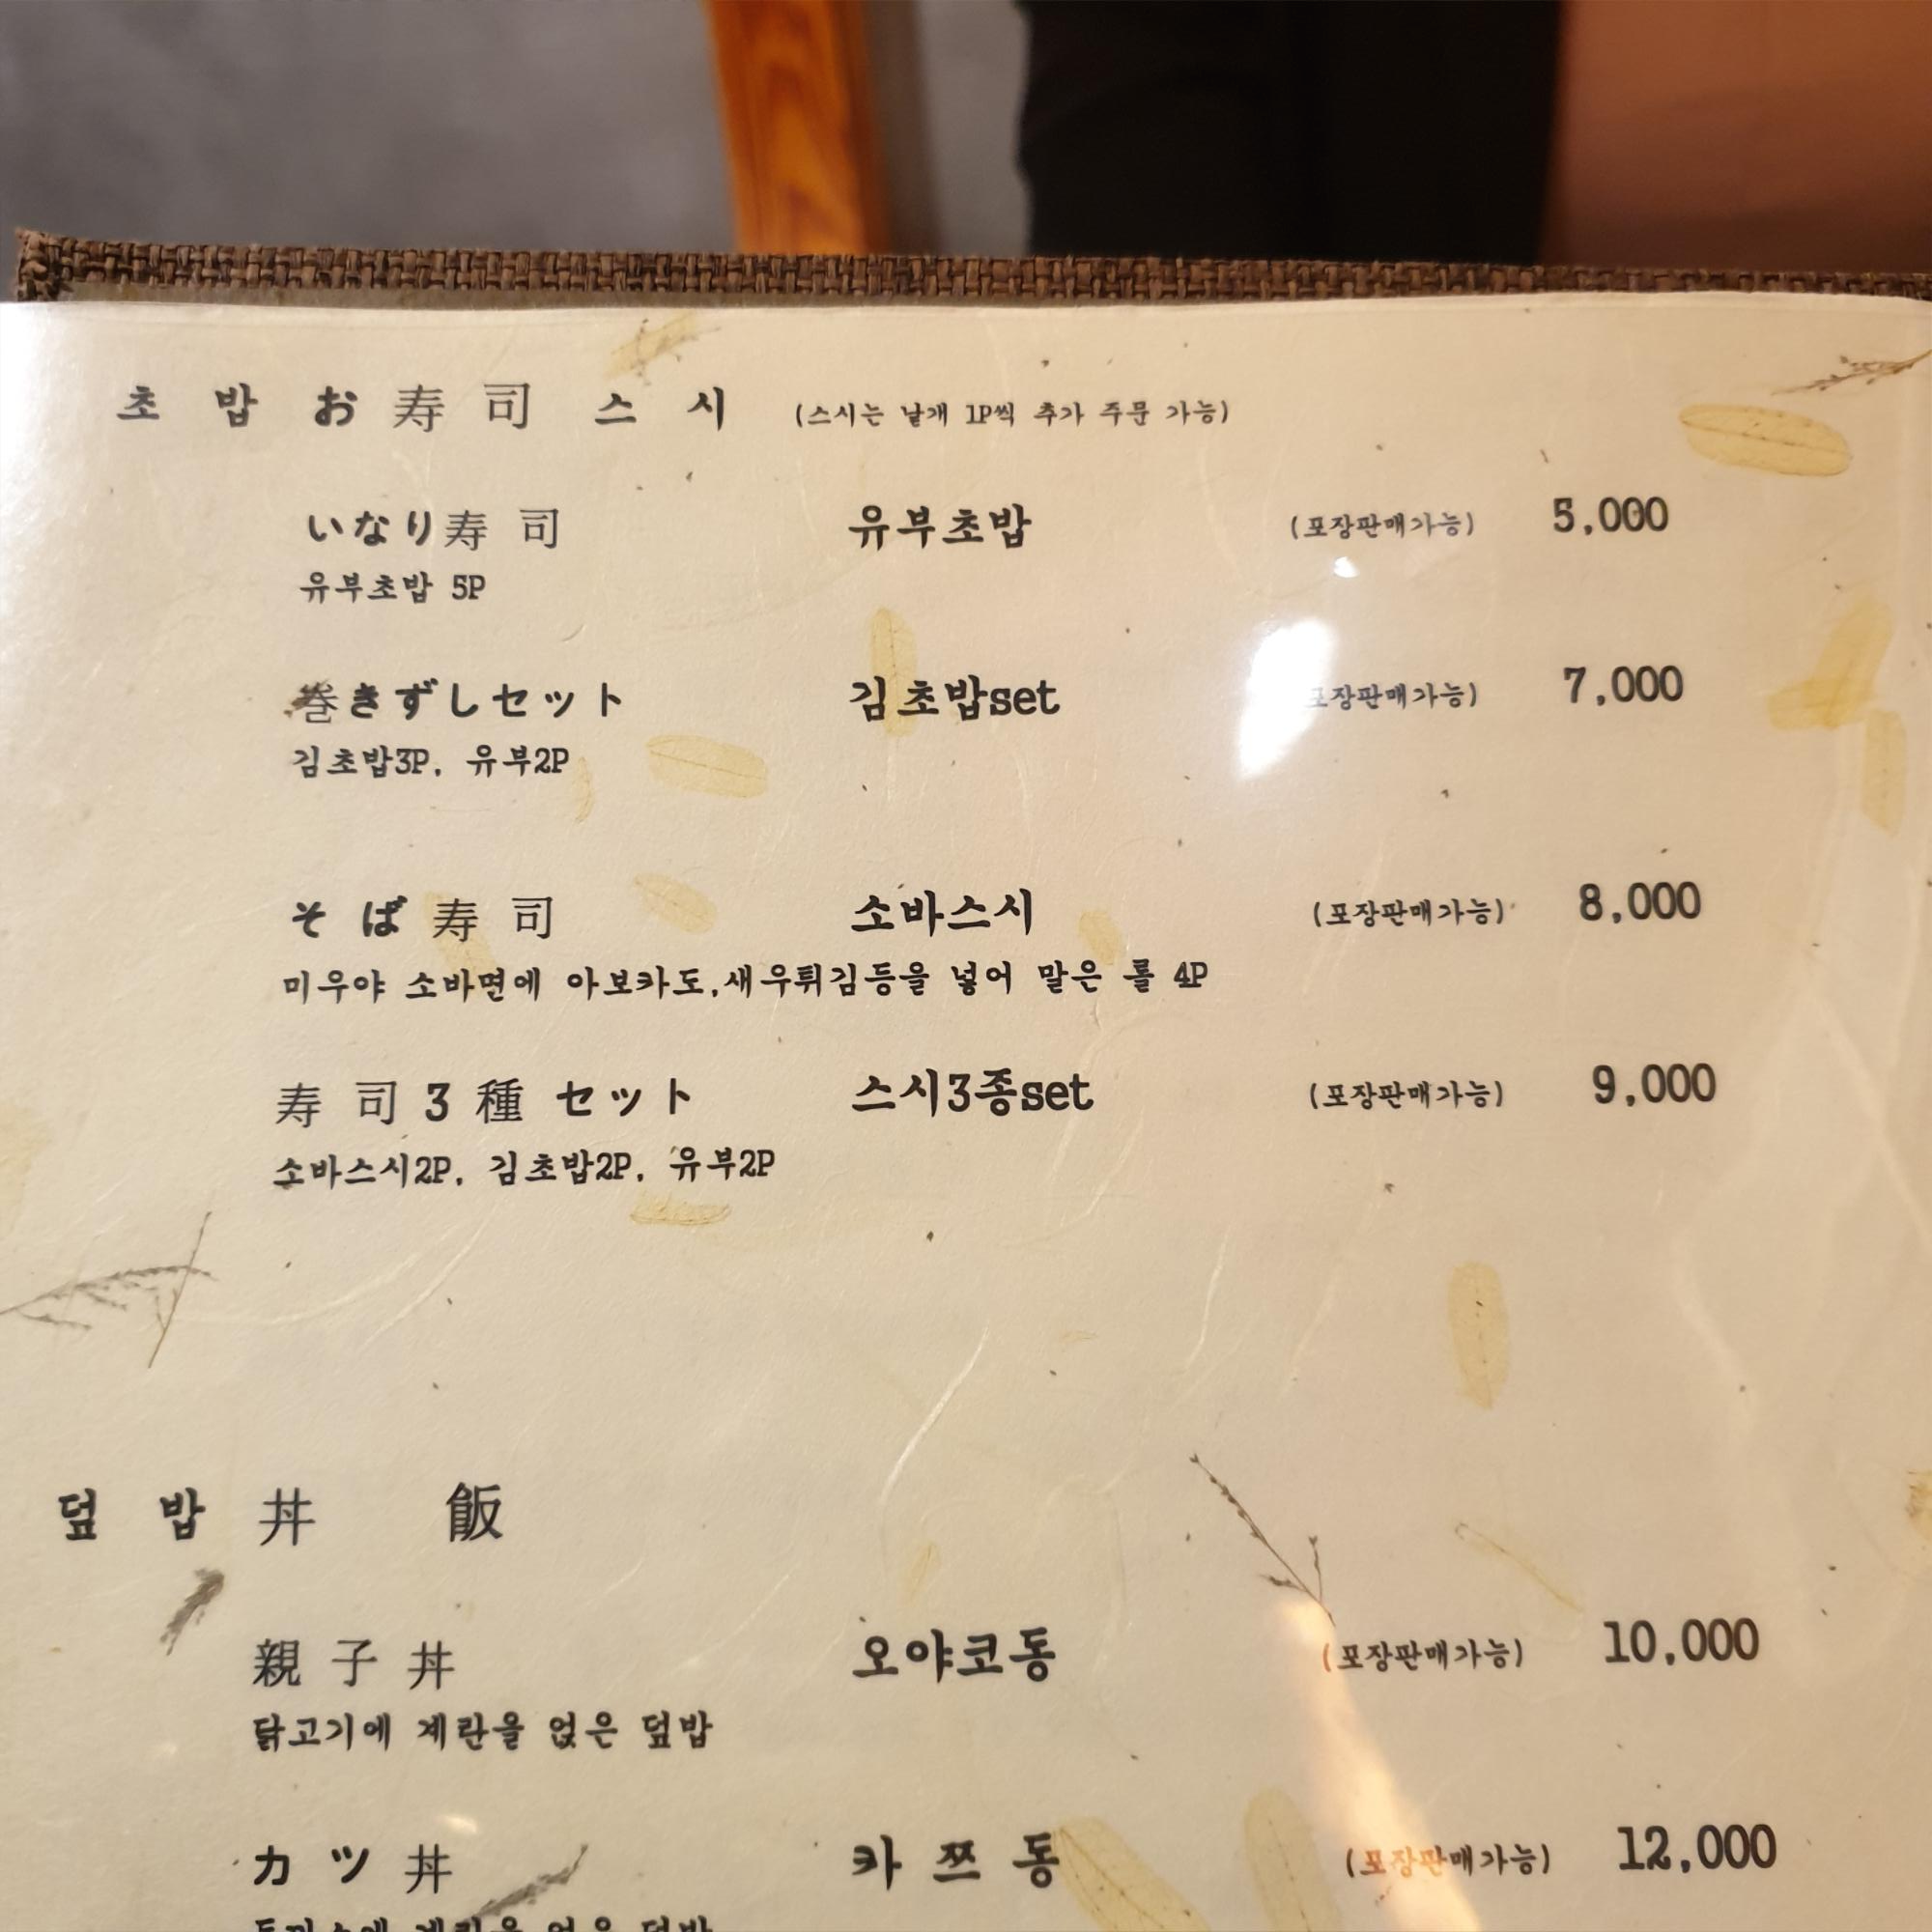 초밥 お寿司 스시 (스시는 낱개 1P씩 추가 주문 가능)
いなり寿司 유부초밥 (포장판매가능) 5,000
유부초밥 5P
巻きずしセット 김초밥set 포장판매가능) 7,000
김초밥3P, 유부2P
そば寿司 소바스시 (포장판매가능) 8,000
미우야 소바면에 아보카도,새우튀김등을 넣어 말은 롤 4P
寿司3種セット 스시3종set (포장판매가능) 9,000
소바스시2P, 김초밥2P, 유부2P
덮밥 丼 飯
親子丼 오야코동 (포장판매가능) 10,000
닭고기에 계란을 얹은 덮밥
カツ丼 카쯔동 (포장판매가능) 12,000